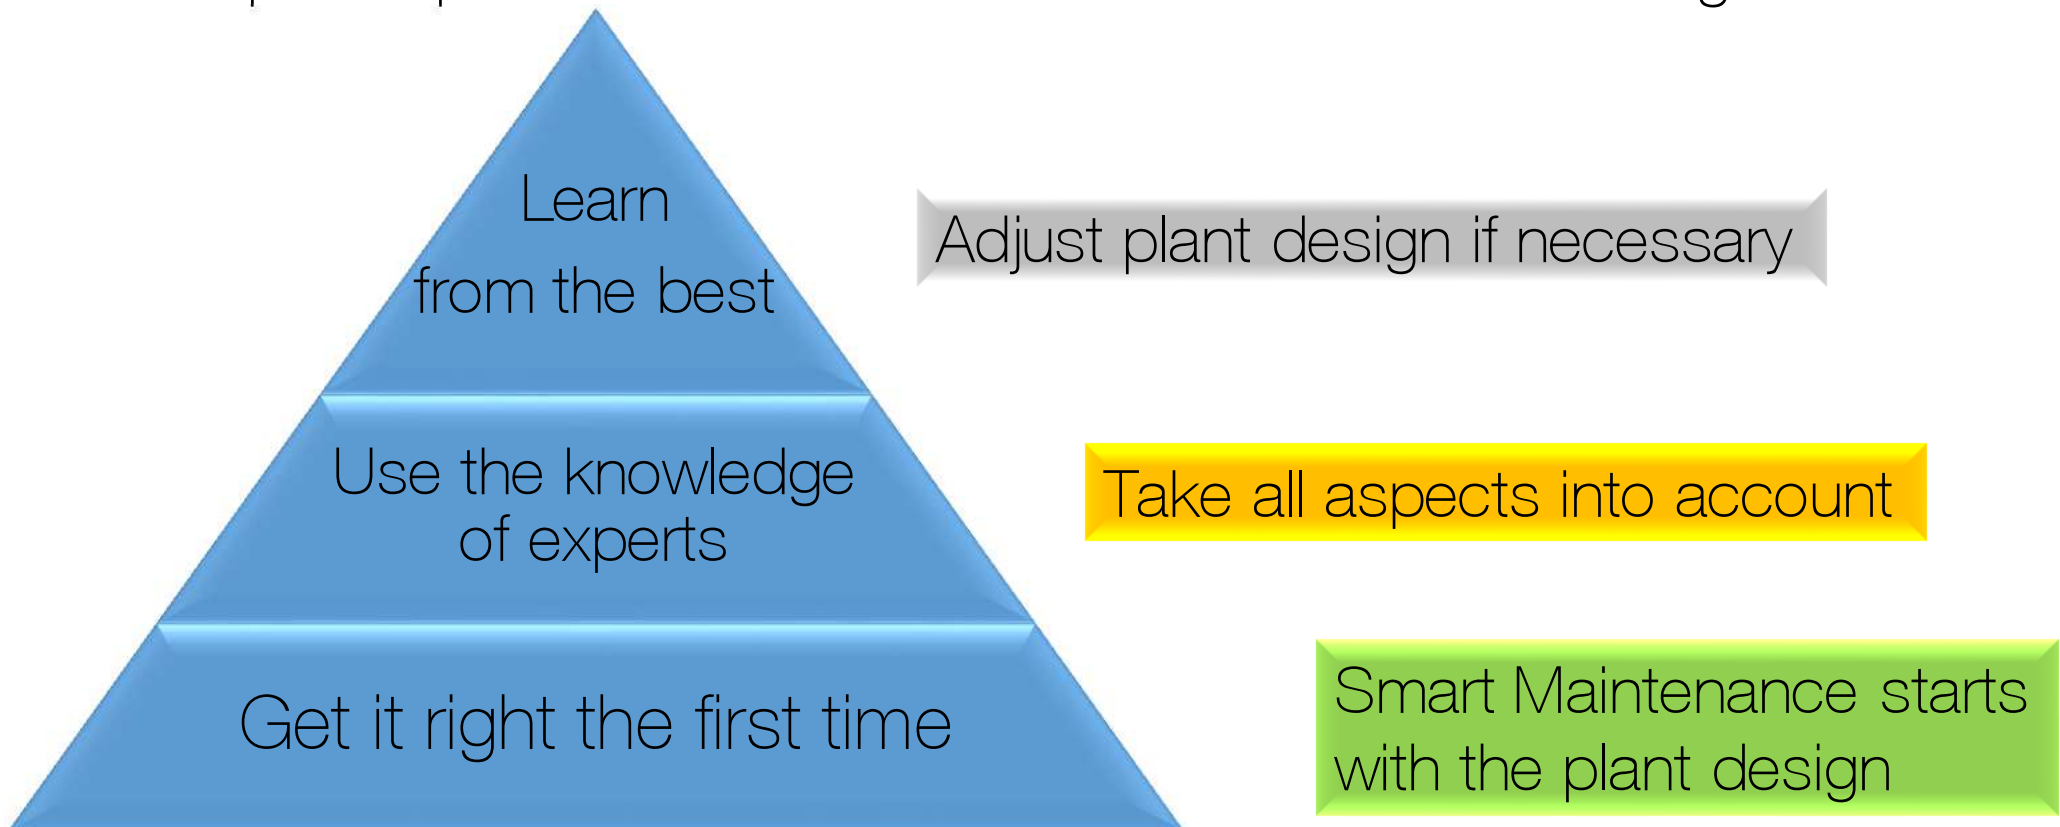 Learn
from the best
Adjust plant design if necessary
Use the knowledge
of experts
Take all aspects into account
Get it right the first time
Smart Maintenance starts
with the plant design